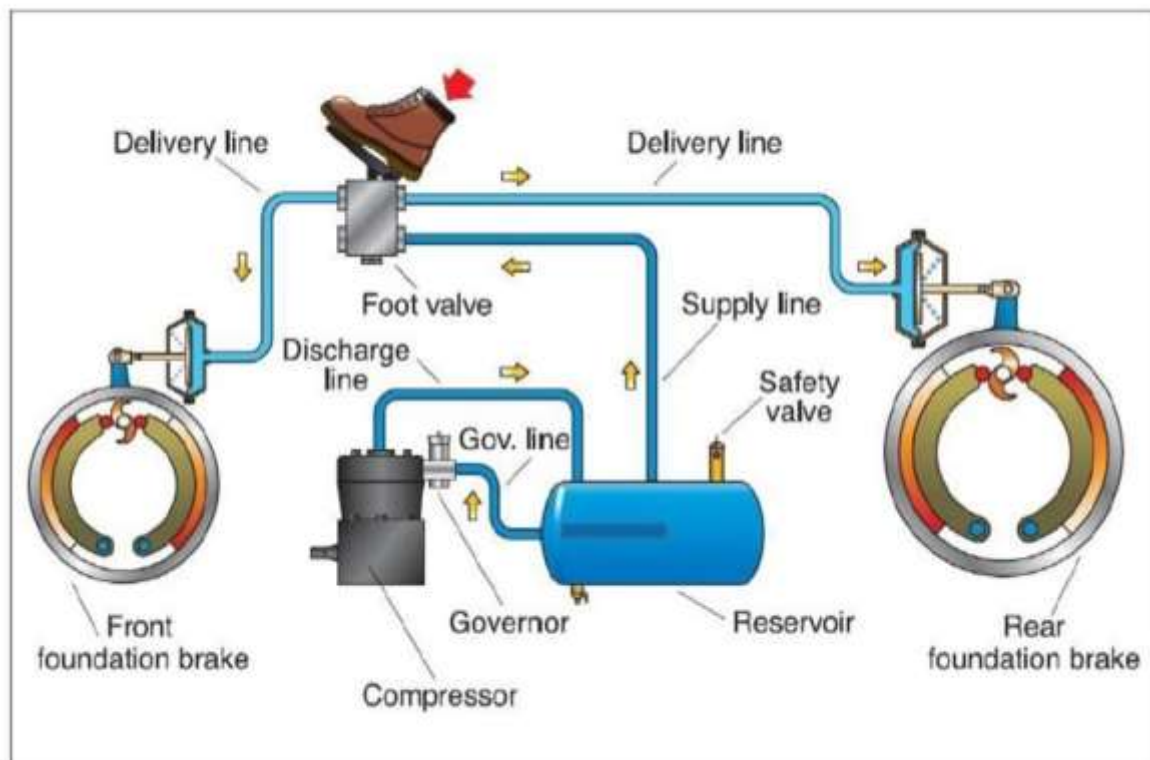 Delivery line
Delivery line
Foot valve
Supply line
Discharge
line
Safety
valve
Gov. line
Front
foundation brake
Governor
Reservoir
Rear
foundation brake
Compressor